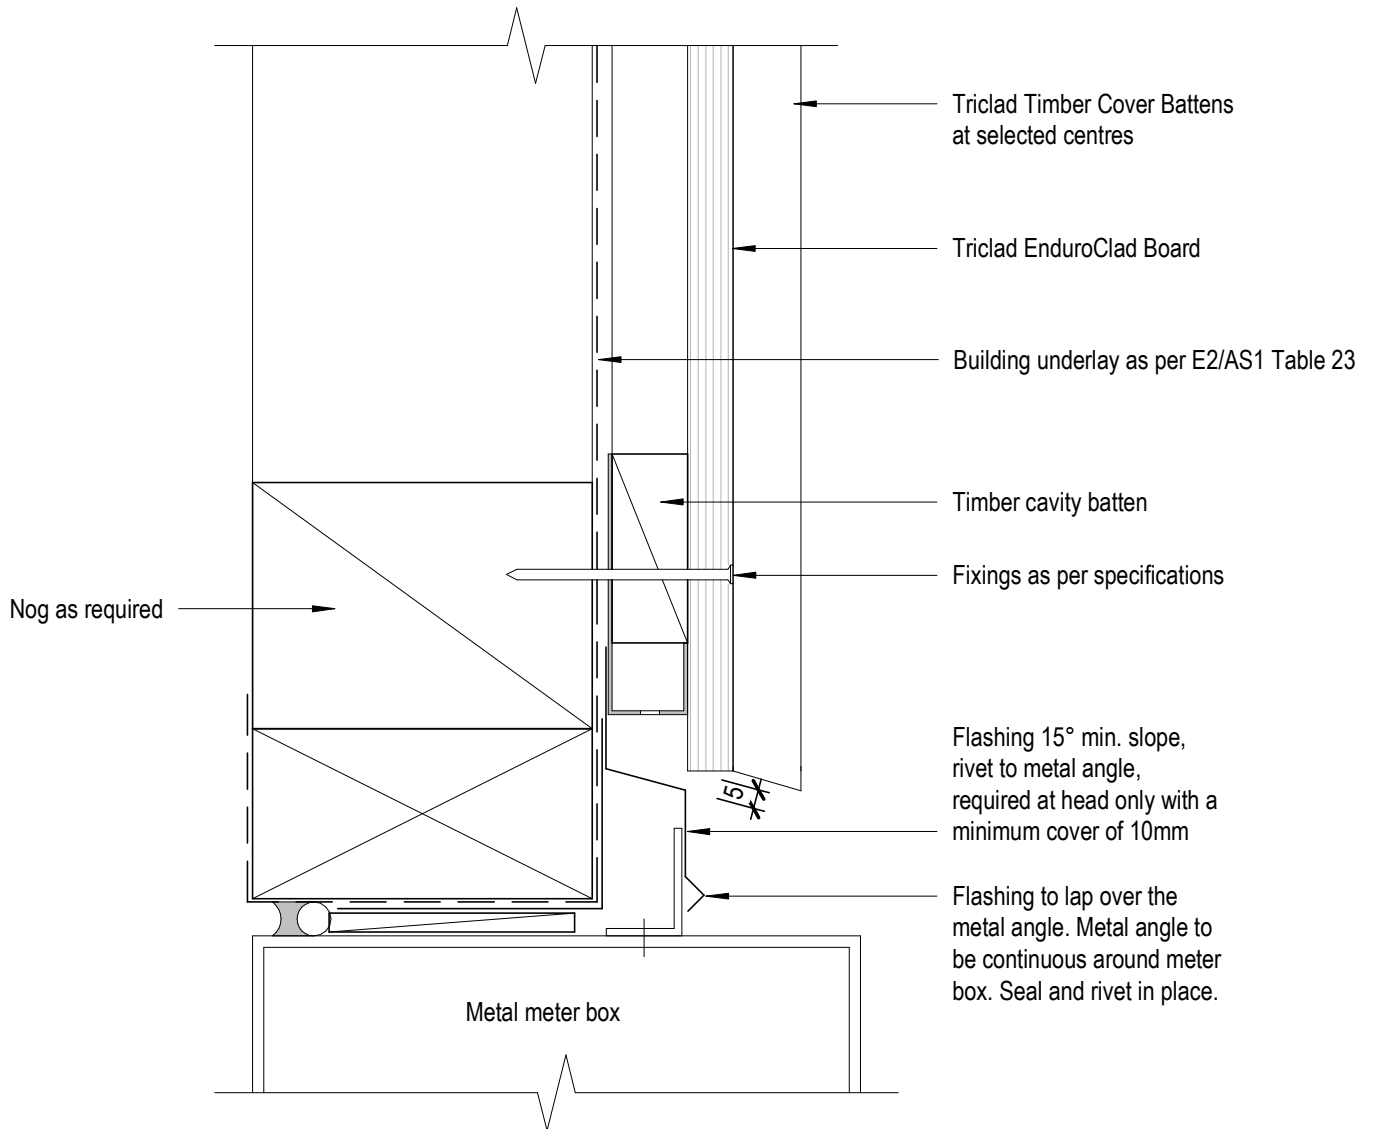 Triclad Timber Cover Battens
at selected centres
Triclad EnduroClad Board
Building underlay as per E2/AS1 Table 23
Timber cavity batten
Fixings as per specifications
Nog as required
Flashing 15° min. slope,
rivet to metal angle,
required at head only with a
minimum cover of 10mm
5
Flashing to lap over the
metal angle. Metal angle to
be continuous around meter
box. Seal and rivet in place.
Metal meter box